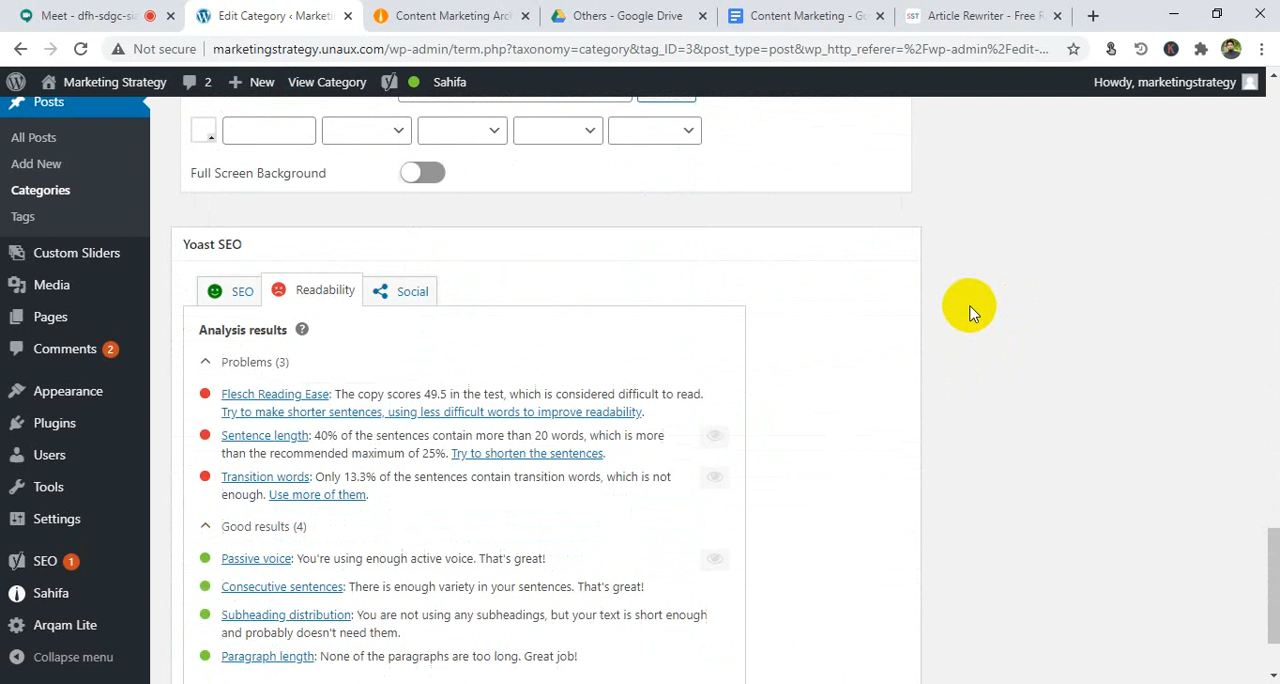 Meet - dfh-sdgc-si
Edit Category ‹ Marketi
Content Marketing Arc
Others - Google Drive
Content Marketing - G
Article Rewriter - Free R
Not secure
marketingstrategy.unaux.com/wp-admin/term.php?taxonomy=category&tag_ID=3&post_type=post&wp_http_referer=%2Fwp-admin%2Fedit-...
Marketing Strategy
2
New
View Category
Sahifa
Howdy, marketingstrategy
Posts
All Posts
Add New
Categories
Tags
Custom Sliders
Media
Pages
Comments 2
Appearance
Plugins
Users
Tools
Settings
SEO 1
Sahifa
Arqam Lite
Collapse menu
Full Screen Background
Yoast SEO
SEO
Readability
Social
Analysis results ?
Problems (3)
Flesch Reading Ease: The copy scores 49.5 in the test, which is considered difficult to read.
Try to make shorter sentences, using less difficult words to improve readability.
Sentence length: 40% of the sentences contain more than 20 words, which is more
than the recommended maximum of 25%. Try to shorten the sentences.
Transition words: Only 13.3% of the sentences contain transition words, which is not
enough. Use more of them.
Good results (4)
Passive voice: You're using enough active voice. That's great!
Consecutive sentences: There is enough variety in your sentences. That's great!
Subheading distribution: You are not using any subheadings, but your text is short enough
and probably doesn't need them.
Paragraph length: None of the paragraphs are too long. Great job!